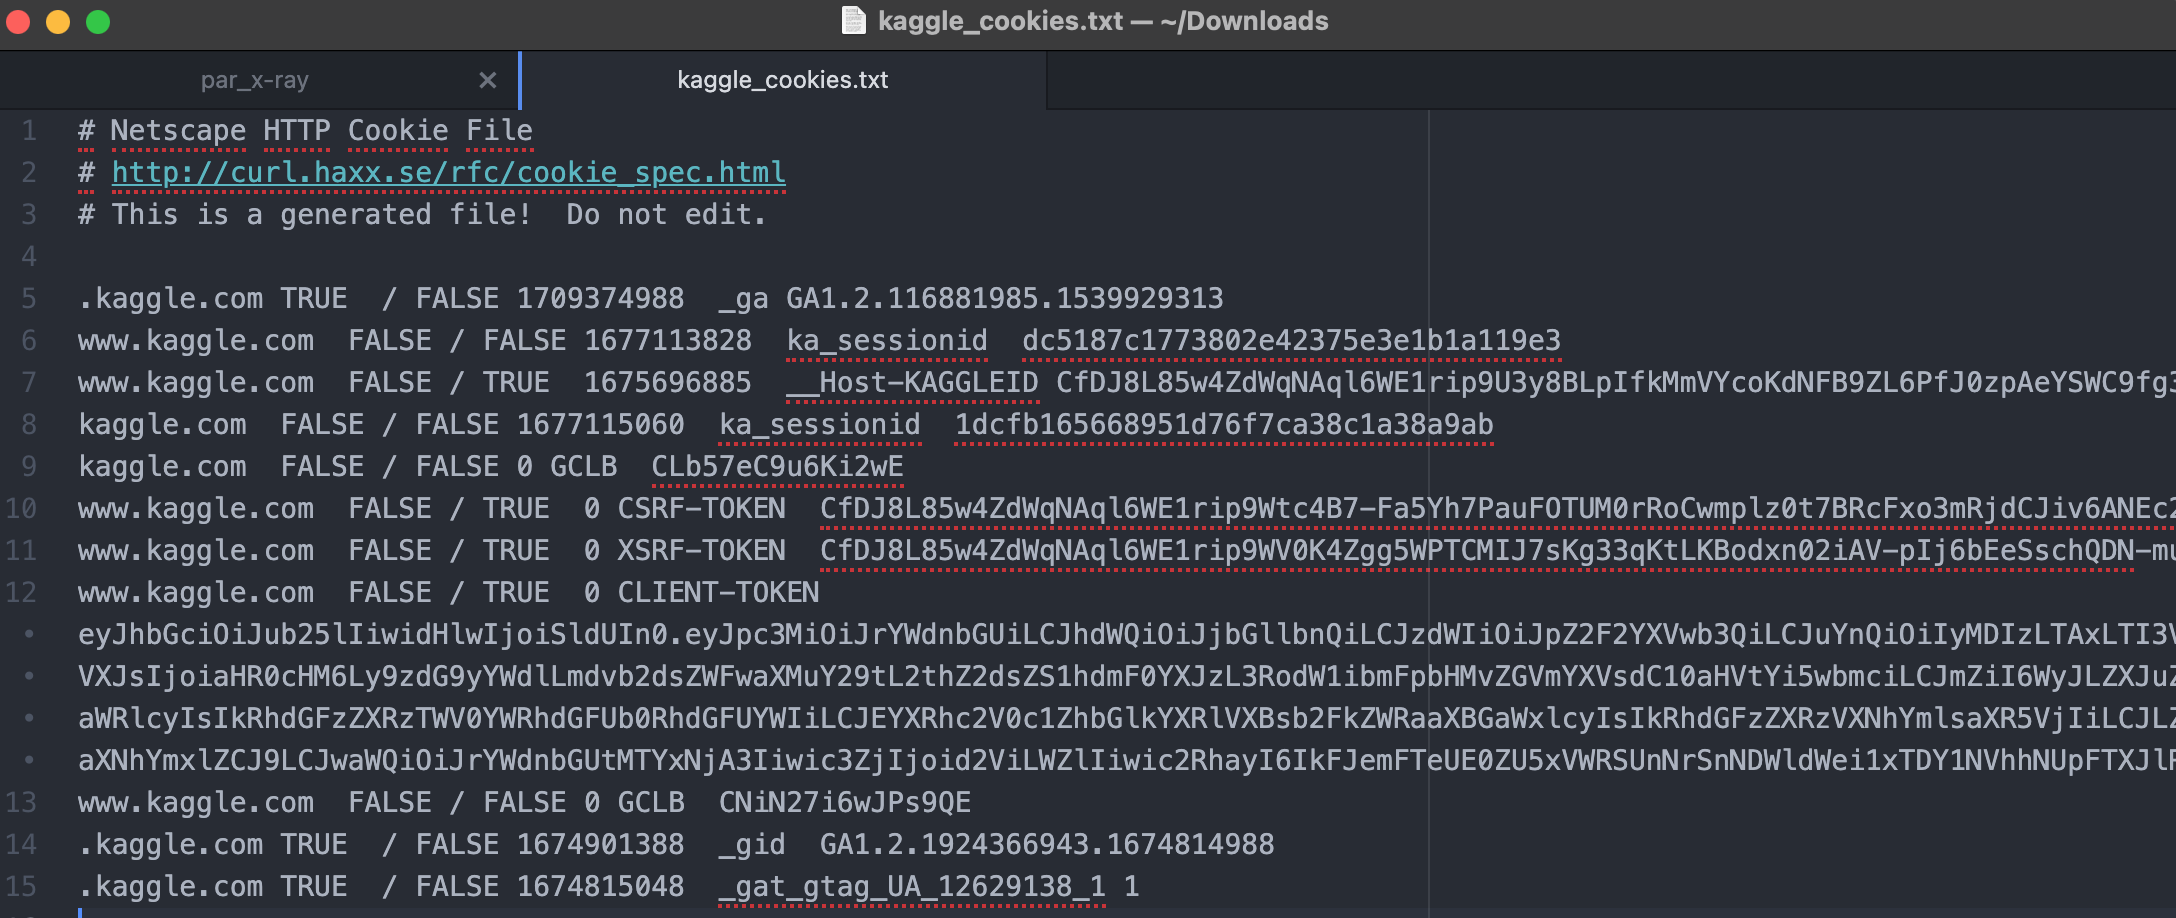 kaggle_cookies.txt — ~/Downloads
par_x-ray
kaggle_cookies.txt
1 # Netscape HTTP Cookie File
2 # http://curl.haxx.se/rfc/cookie_spec.html
3 # This is a generated file!  Do not edit.
4
5 .kaggle.com TRUE  / FALSE 1709374988  _ga GA1.2.116881985.1539929313
6 www.kaggle.com  FALSE / FALSE 1677113828  ka_sessionid  dc5187c1773802e42375e3e1b1a119e3
7 www.kaggle.com  FALSE / TRUE  1675696885  __Host-KAGGLEID CfDJ8L85w4ZdWqNAql6WE1rip9U3y8BLpIfkMmVYcoKdNFB9ZL6PfJ0zpAeYSWC9fg3
8 kaggle.com  FALSE / FALSE 1677115060  ka_sessionid  1dcfb165668951d76f7ca38c1a38a9ab
9 kaggle.com  FALSE / FALSE 0 GCLB  CLb57eC9u6Ki2wE
10 www.kaggle.com  FALSE / TRUE  0 CSRF-TOKEN  CfDJ8L85w4ZdWqNAql6WE1rip9Wtc4B7-Fa5Yh7PauFOTUM0rRoCwmplz0t7BRcFxo3mRjdCJiv6ANEc2
11 www.kaggle.com  FALSE / TRUE  0 XSRF-TOKEN  CfDJ8L85w4ZdWqNAql6WE1rip9WV0K4Zgg5WPTCMIJ7sKg33qKtLKBodxn02iAV-pIj6bEeSschQDN-mu
12 www.kaggle.com  FALSE / TRUE  0 CLIENT-TOKEN
• eyJhbGciOiJub25lIiwidHlwIjoiSldUIn0.eyJpc3MiOiJrYWdnbGUiLCJhdWQiOiJjbGllbnQiLCJzdWIiOiJpZ2F2YXVwb3QiLCJuYnQiOiIyMDIzLTAxLTI3V
• VXJsIjoiaHR0cHM6Ly9zdG9yYWdlLmdvb2dsZWFwaXMuY29tL2thZ2dsZS1hdmF0YXJzL3RodW1ibmFpbHMvZGVmYXVsdC10aHVtYi5wbmciLCJmZiI6WyJLZXJuZ
• aWRlcyIsIkRhdGFzZXRzTWV0YWRhdGFUb0RhdGFUYWIiLCJEYXRhc2V0c1ZhbGlkYXRlVXBsb2FkZWRaaXBGaWxlcyIsIkRhdGFzZXRzVXNhYmlsaXR5VjIiLCJLZ
• aXNhYmxlZCJ9LCJwaWQiOiJrYWdnbGUtMTYxNjA3Iiwic3ZjIjoid2ViLWZlIiwic2RhayI6IkFJemFTeUE0ZU5xVWRSUnNrSnNDWldWei1xTDY1NVhhNUpFTXJlR
13 www.kaggle.com  FALSE / FALSE 0 GCLB  CNiN27i6wJPs9QE
14 .kaggle.com TRUE  / FALSE 1674901388  _gid  GA1.2.1924366943.1674814988
15 .kaggle.com TRUE  / FALSE 1674815048  _gat_gtag_UA_12629138_1 1